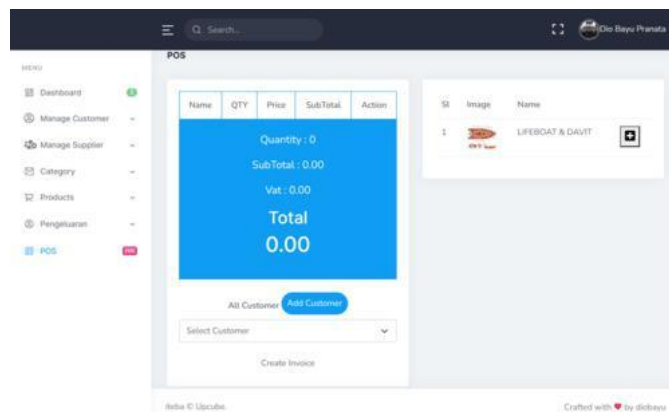 Search...
Dio Bayu Pranata
POS
MENU
Dashboard
Manage Customer
Manage Supplier
Category
Products
Pengeluaran
POS
Name QTY Price SubTotal Action
Quantity : 0
SubTotal : 0.00
Vat : 0.00
Total
0.00
All Customer Add Customer
Select Customer
Create Invoice
Sl Image Name
1 LIFEBOAT & DAVIT
Upcube.
Crafted with by diobayu